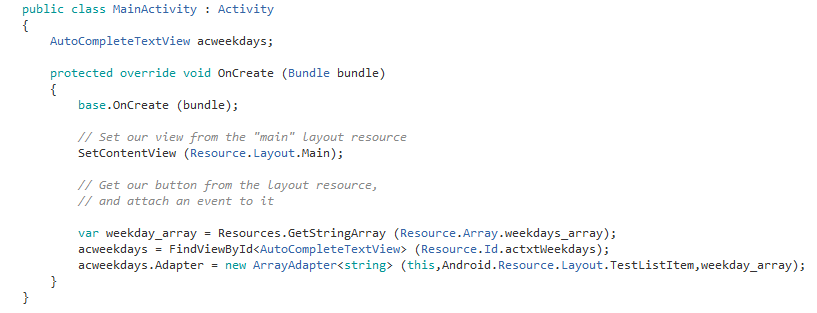 public class MainActivity : Activity
{
    AutoCompleteTextView acweekdays;

    protected override void OnCreate (Bundle bundle)
    {
        base.OnCreate (bundle);

        // Set our view from the "main" layout resource
        SetContentView (Resource.Layout.Main);

        // Get our button from the layout resource,
        // and attach an event to it

        var weekday_array = Resources.GetStringArray (Resource.Array.weekdays_array);
        acweekdays = FindViewById<AutoCompleteTextView> (Resource.Id.actxtWeekdays);
        acweekdays.Adapter = new ArrayAdapter<string> (this,Android.Resource.Layout.TestListItem,weekday_array);
    }
}